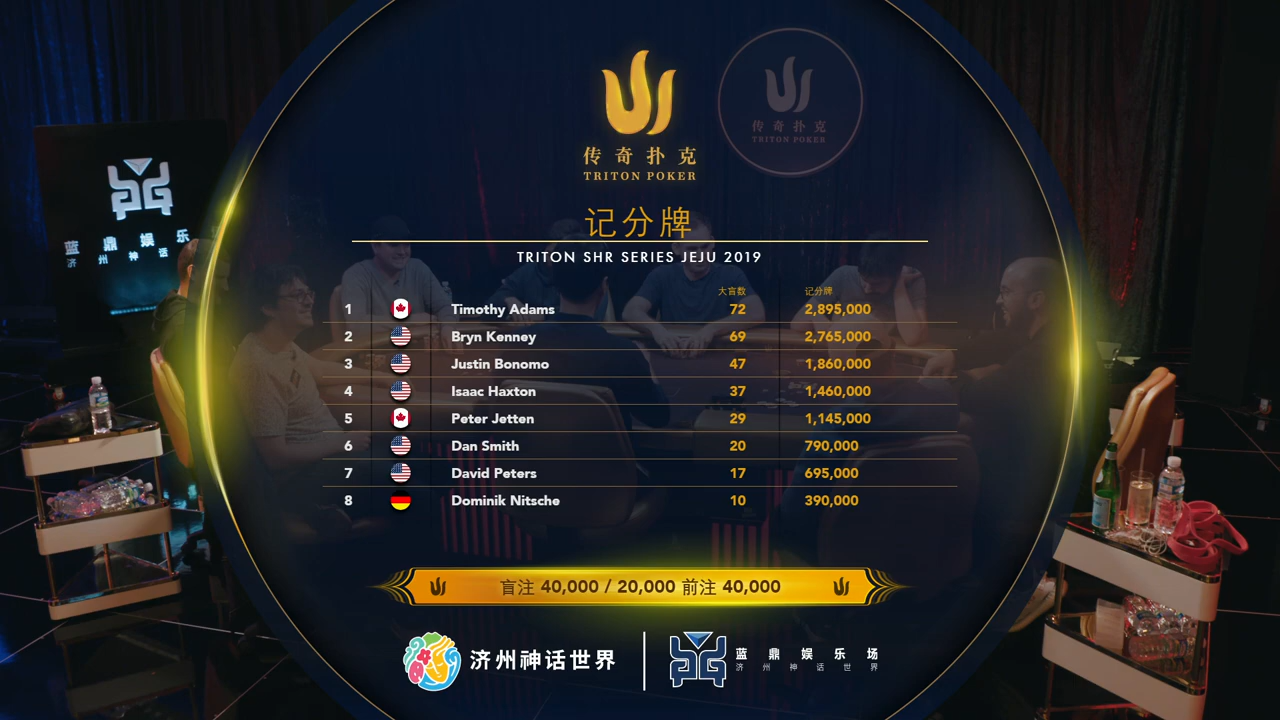 传奇扑克
TRITON POKER
传奇扑克
TRITON POKER
蓝鼎娱乐
济州神话
记分牌
TRITON SHR SERIES JEJU 2019
大盲数 记分牌
1 Timothy Adams 72 2,895,000
2 Bryn Kenney 69 2,765,000
3 Justin Bonomo 47 1,860,000
4 Isaac Haxton 37 1,460,000
5 Peter Jetten 29 1,145,000
6 Dan Smith 20 790,000
7 David Peters 17 695,000
8 Dominik Nitsche 10 390,000
盲注 40,000 / 20,000 前注 40,000
济州神话世界
蓝鼎娱乐场
济州神话世界